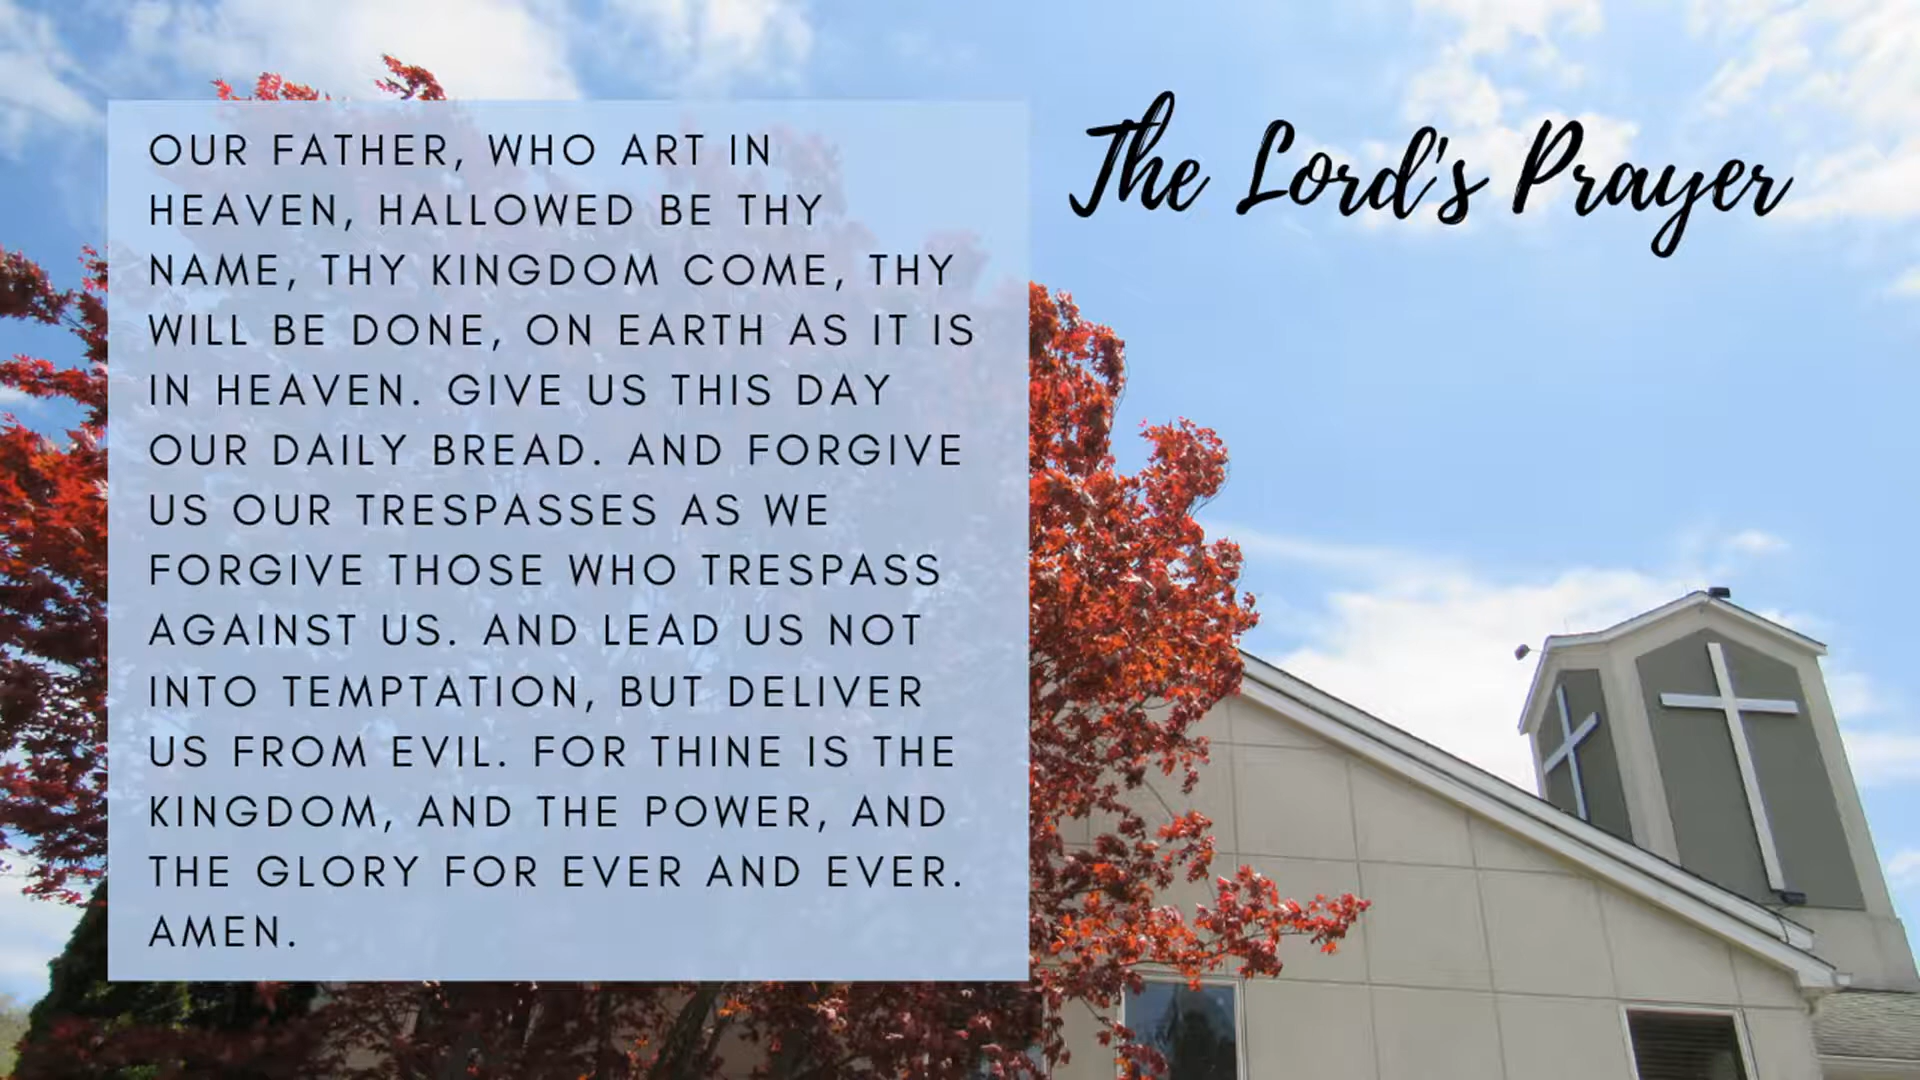 The Lord's Prayer
OUR FATHER, WHO ART IN
HEAVEN, HALLOWED BE THY
NAME, THY KINGDOM COME, THY
WILL BE DONE, ON EARTH AS IT IS
IN HEAVEN. GIVE US THIS DAY
OUR DAILY BREAD. AND FORGIVE
US OUR TRESPASSES AS WE
FORGIVE THOSE WHO TRESPASS
AGAINST US. AND LEAD US NOT
INTO TEMPTATION, BUT DELIVER
US FROM EVIL. FOR THINE IS THE
KINGDOM, AND THE POWER, AND
THE GLORY FOR EVER AND EVER.
AMEN.